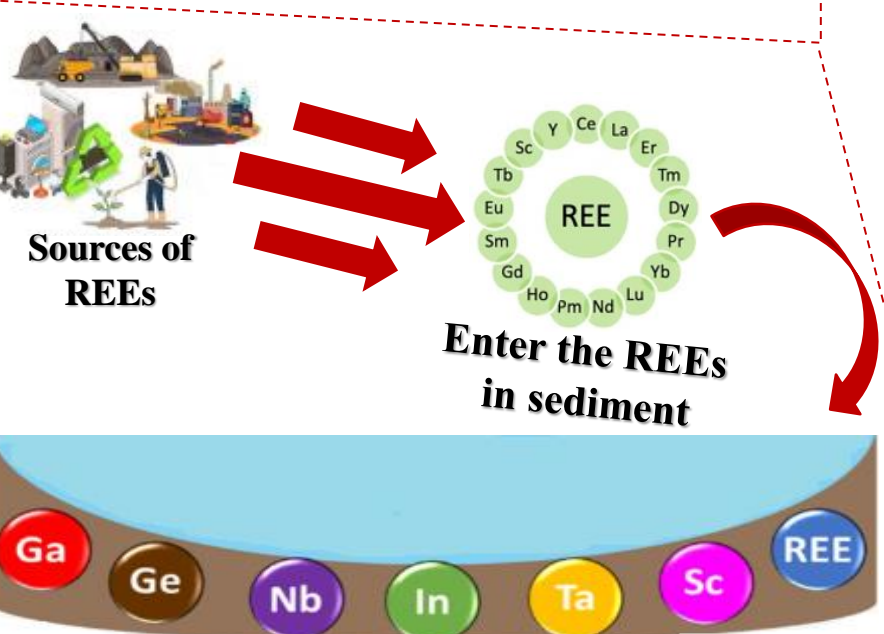 Sources of
REEs
REE
Ce
La
Er
Tm
Dy
Pr
Yb
Lu
Nd
Pm
Ho
Gd
Sm
Eu
Tb
Sc
Y
Enter the REEs
in sediment
Ga
Ge
Nb
In
Ta
Sc
REE